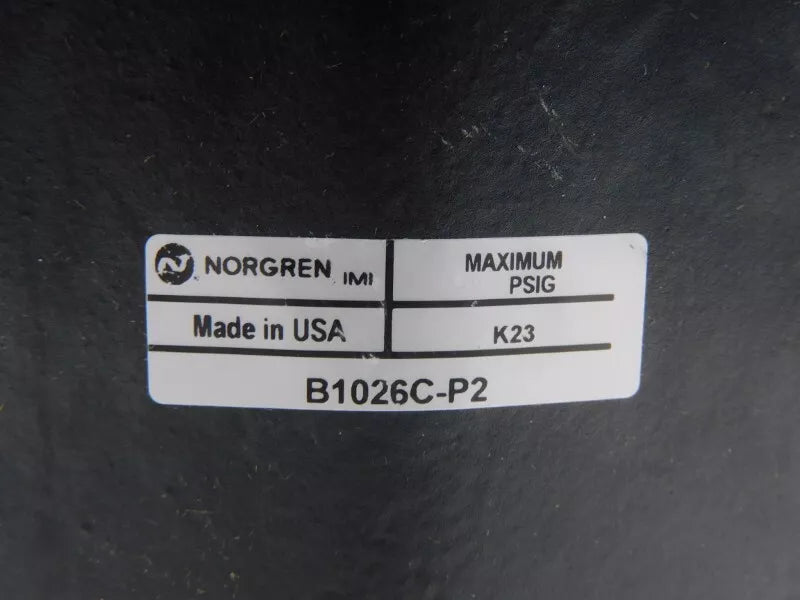 NORGREN IMI
MAXIMUM
PSIG
Made in USA
K23
B1026C-P2